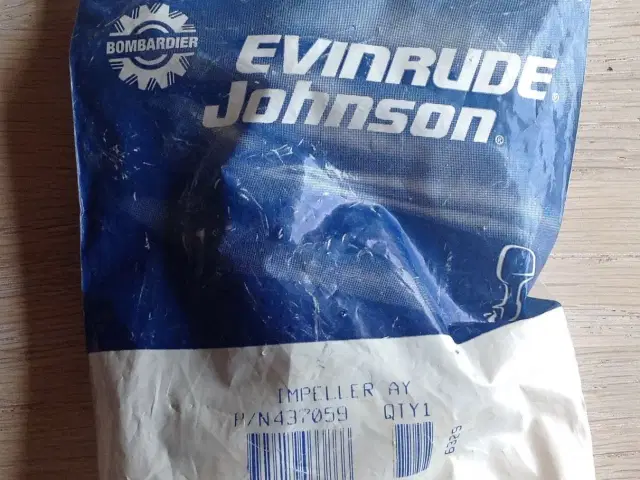 BOMBARDIER
EVINRUDE®
Johnson®
IMPELLER AY
P/N437059 QTY1